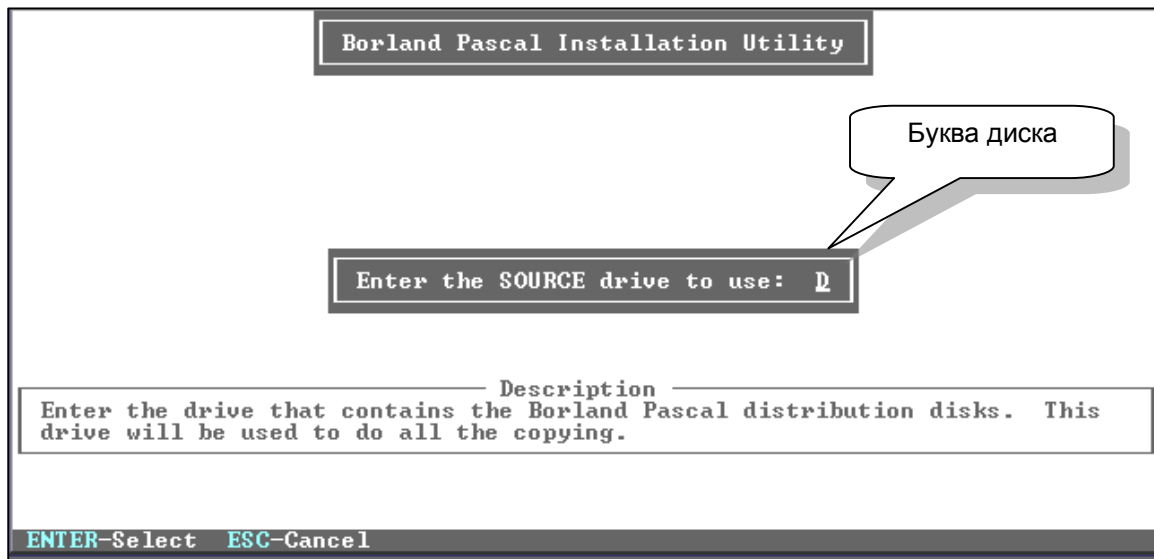 Borland Pascal Installation Utility
Буква диска
Enter the SOURCE drive to use: D
Description
Enter the drive that contains the Borland Pascal distribution disks. This
drive will be used to do all the copying.
ENTER-Select ESC-Cancel